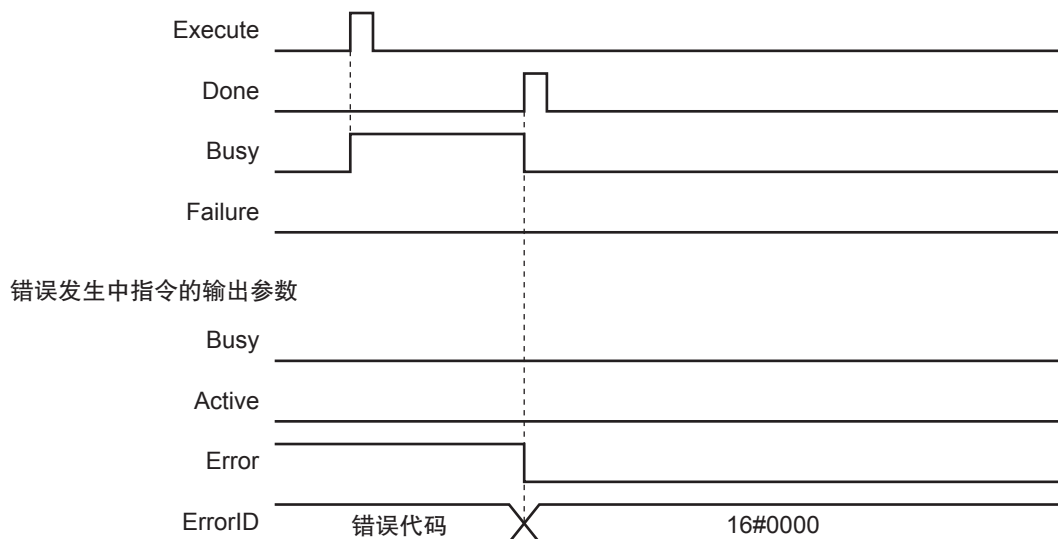 Execute
Done
Busy
Failure
错误发生中指令的输出参数
Busy
Active
Error
ErrorID 错误代码 16#0000